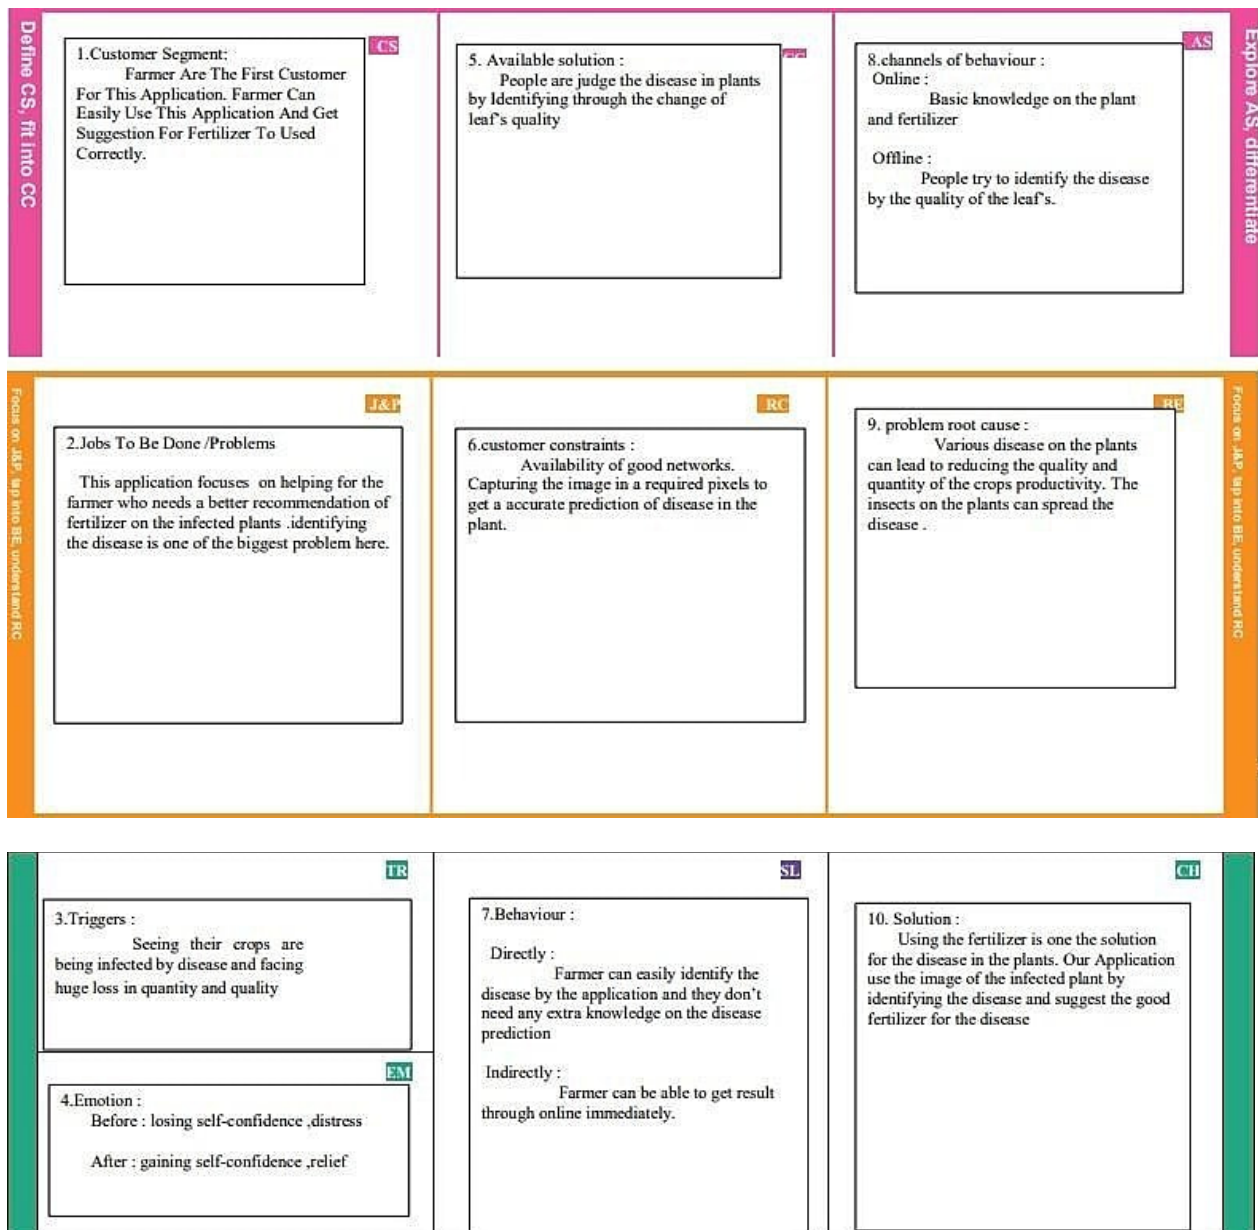 Define CS, fit into CC
CS
1.Customer Segment:
Farmer Are The First Customer
For This Application. Farmer Can
Easily Use This Application And Get
Suggestion For Fertilizer To Used
Correctly.
5. Available solution :
People are judge the disease in plants
by Identifying through the change of
leaf's quality
AS
8.channels of behaviour :
Online :
Basic knowledge on the plant
and fertilizer
Offline :
People try to identify the disease
by the quality of the leaf's.
Explore AS, differentiate
Focus on J&P, tap into BE, understand RC
J&P
2.Jobs To Be Done /Problems
This application focuses on helping for the
farmer who needs a better recommendation of
fertilizer on the infected plants .identifying
the disease is one of the biggest problem here.
RC
6.customer constraints :
Availability of good networks.
Capturing the image in a required pixels to
get a accurate prediction of disease in the
plant.
BE
9. problem root cause :
Various disease on the plants
can lead to reducing the quality and
quantity of the crops productivity. The
insects on the plants can spread the
disease .
Focus on J&P, tap into BE, understand RC
TR
3.Triggers :
Seeing their crops are
being infected by disease and facing
huge loss in quantity and quality
EM
4.Emotion :
Before : losing self-confidence ,distress
After : gaining self-confidence ,relief
SL
7.Behaviour :
Directly :
Farmer can easily identify the
disease by the application and they don't
need any extra knowledge on the disease
prediction
Indirectly :
Farmer can be able to get result
through online immediately.
CH
10. Solution :
Using the fertilizer is one the solution
for the disease in the plants. Our Application
use the image of the infected plant by
identifying the disease and suggest the good
fertilizer for the disease